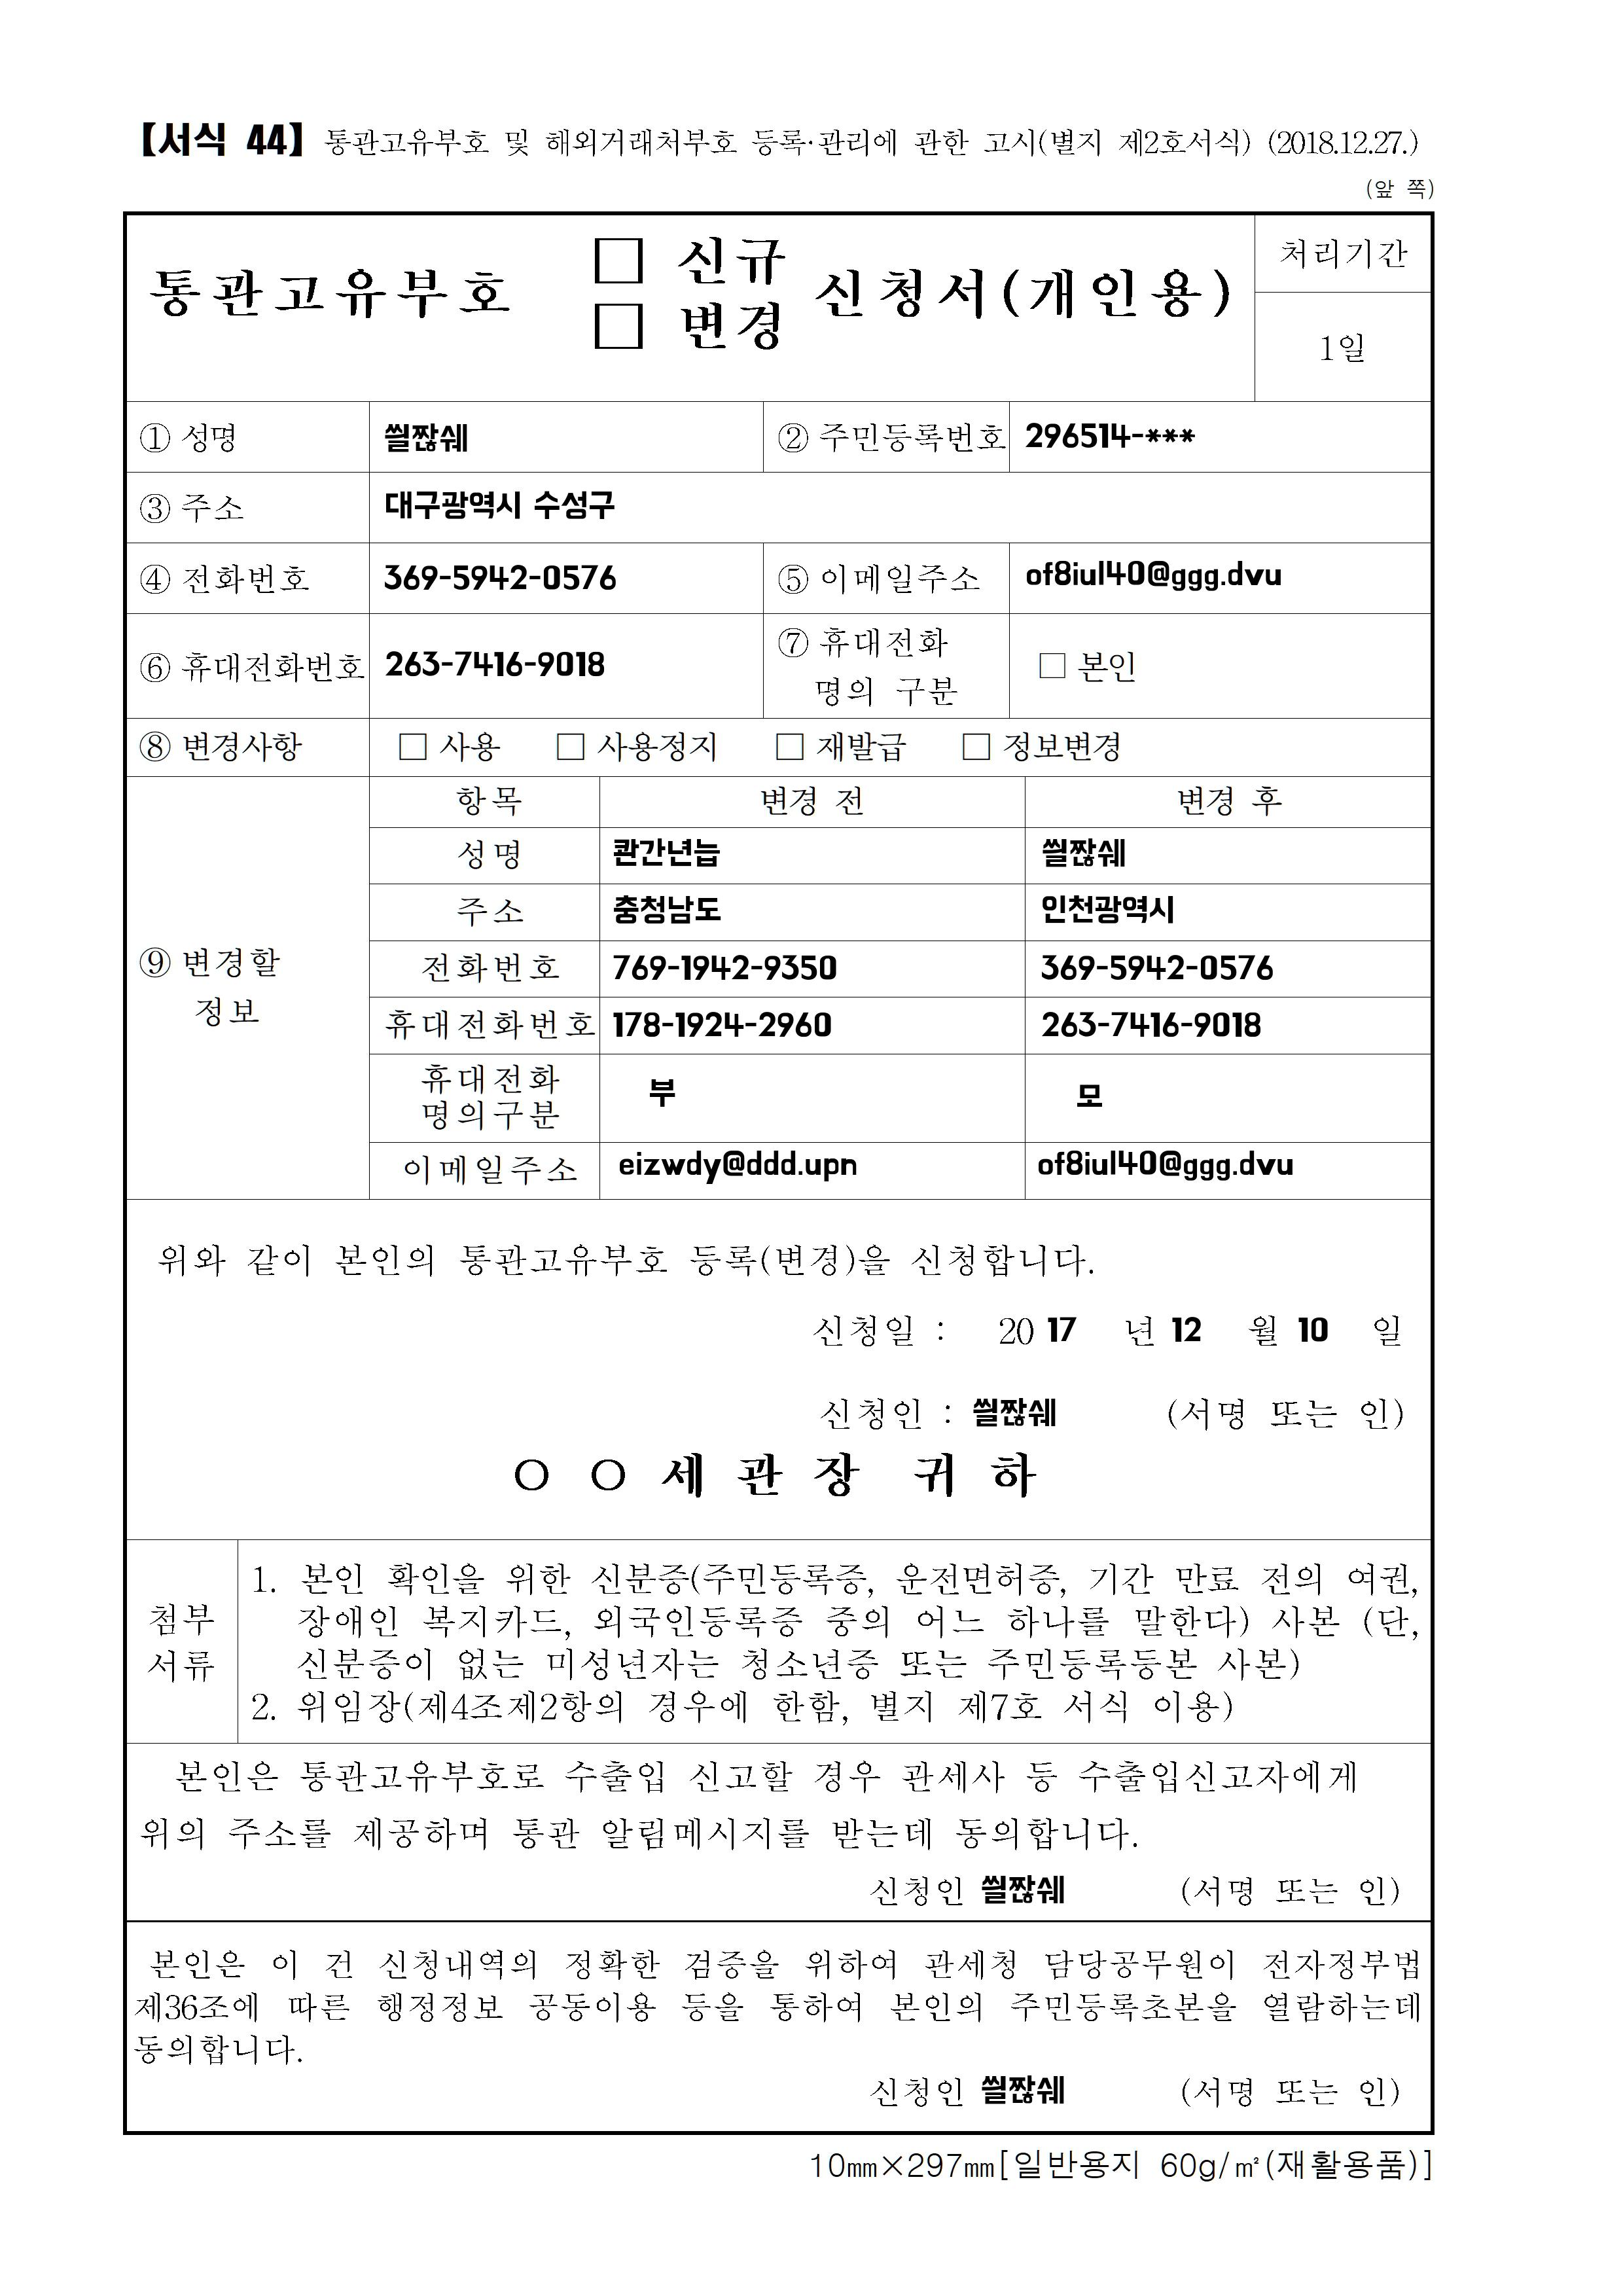 【서식 44】 통관고유부호 및 해외거래처부호 등록·관리에 관한 고시(별지 제2호서식) (2018.12.27.)
(앞 쪽)
통관고유부호 □ 신규 신청서(개인용) 처리기간
□ 변경
1일
① 성명 씔짢쉐 ② 주민등록번호 296514-***
③ 주소 대구광역시 수성구
④ 전화번호 369-5942-0576 ⑤ 이메일주소 of8iul40@ggg.dvu
⑥ 휴대전화번호 263-7416-9018 ⑦ 휴대전화 명의 구분 □ 본인
⑧ 변경사항 □ 사용 □ 사용정지 □ 재발급 □ 정보변경
⑨ 변경할 정보
항목 변경 전 변경 후
성명 콴간년늡 씔짢쉐
주소 충청남도 인천광역시
전화번호 769-1942-9350 369-5942-0576
휴대전화번호 178-1924-2960 263-7416-9018
휴대전화 명의구분 부 모
이메일주소 eizwdy@ddd.upn of8iul40@ggg.dvu
위와 같이 본인의 통관고유부호 등록(변경)을 신청합니다.
신청일 : 20 17 년 12 월 10 일
신청인 : 씔짢쉐 (서명 또는 인)
○ ○ 세 관 장 귀 하
첨부 서류
1. 본인 확인을 위한 신분증(주민등록증, 운전면허증, 기간 만료 전의 여권,
장애인 복지카드, 외국인등록증 중의 어느 하나를 말한다) 사본 (단,
신분증이 없는 미성년자는 청소년증 또는 주민등록등본 사본)
2. 위임장(제4조제2항의 경우에 한함, 별지 제7호 서식 이용)
본인은 통관고유부호로 수출입 신고할 경우 관세사 등 수출입신고자에게
위의 주소를 제공하며 통관 알림메시지를 받는데 동의합니다.
신청인 씔짢쉐 (서명 또는 인)
본인은 이 건 신청내역의 정확한 검증을 위하여 관세청 담당공무원이 전자정부법
제36조에 따른 행정정보 공동이용 등을 통하여 본인의 주민등록초본을 열람하는데
동의합니다.
신청인 씔짢쉐 (서명 또는 인)
10㎜×297㎜[일반용지 60g/㎡(재활용품)]